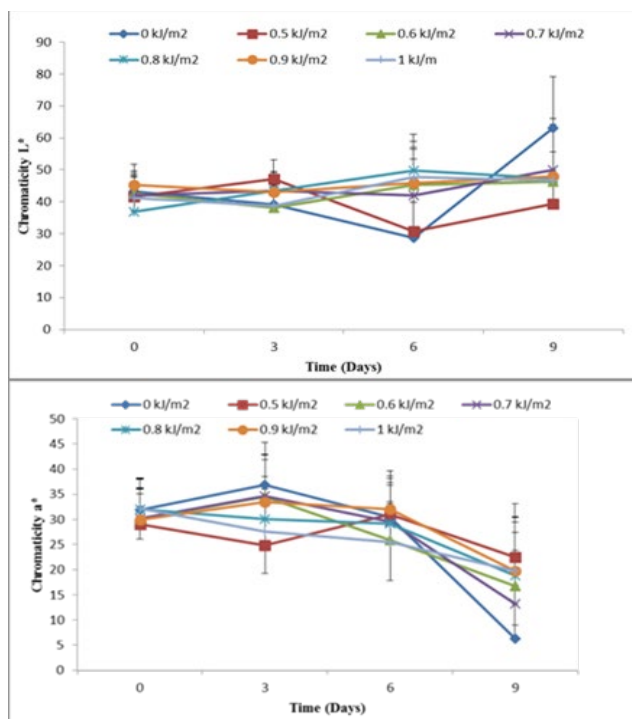 0 kJ/m2 0.5 kJ/m2 0.6 kJ/m2 0.7 kJ/m2
0.8 kJ/m2 0.9 kJ/m2 1 kJ/m
90
80
70
60
50
40
30
20
10
0
Chromaticity L*
0 3 6 9
Time (Days)
0 kJ/m2 0.5 kJ/m2 0.6 kJ/m2 0.7 kJ/m2
0.8 kJ/m2 0.9 kJ/m2 1 kJ/m2
50
45
40
35
30
25
20
15
10
5
0
Chromaticity a*
0 3 6 9
Time (Days)